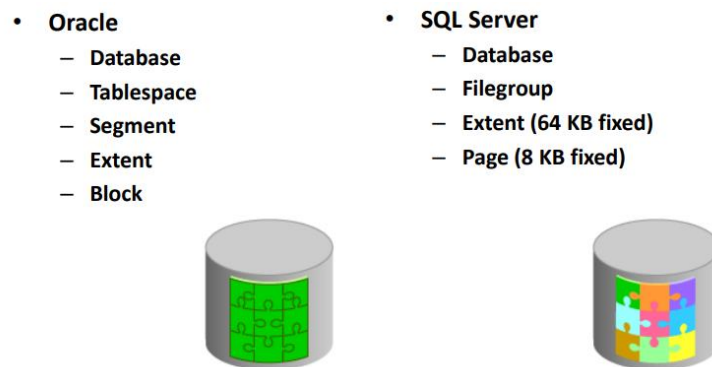 • Oracle
– Database
– Tablespace
– Segment
– Extent
– Block
• SQL Server
– Database
– Filegroup
– Extent (64 KB fixed)
– Page (8 KB fixed)